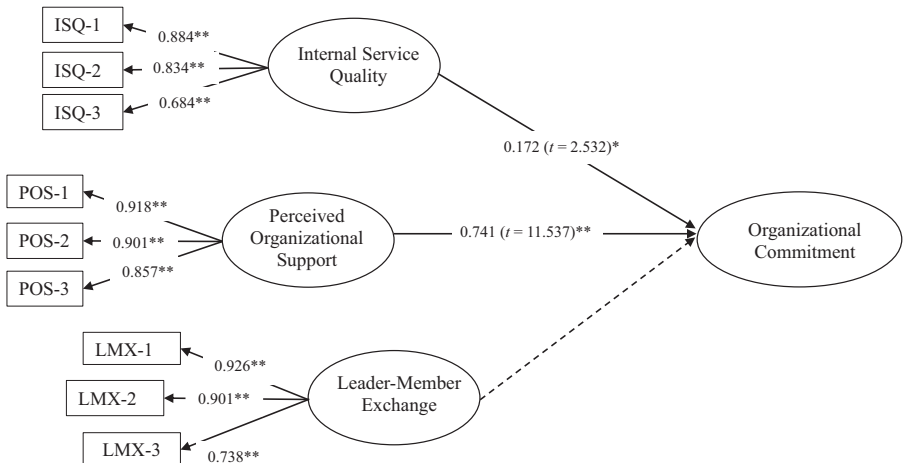 ISQ-1
0.884**
ISQ-2
0.834**
ISQ-3
0.684**
Internal Service
Quality
0.172 (t = 2.532)*
POS-1
0.918**
POS-2
0.901**
POS-3
0.857**
Perceived
Organizational
Support
0.741 (t = 11.537)**
Organizational
Commitment
LMX-1
0.926**
LMX-2
0.901**
LMX-3
0.738**
Leader-Member
Exchange